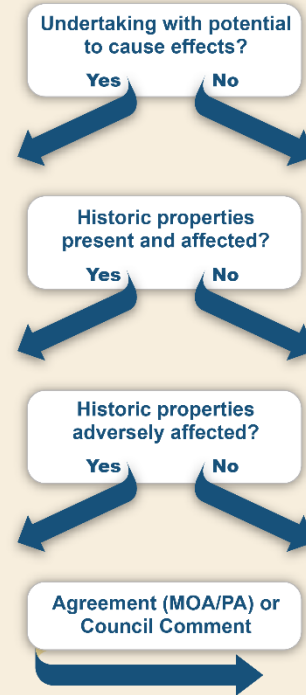 Undertaking with potential
to cause effects?
Yes No
Historic properties
present and affected?
Yes No
Historic properties
adversely affected?
Yes No
Agreement (MOA/PA) or
Council Comment